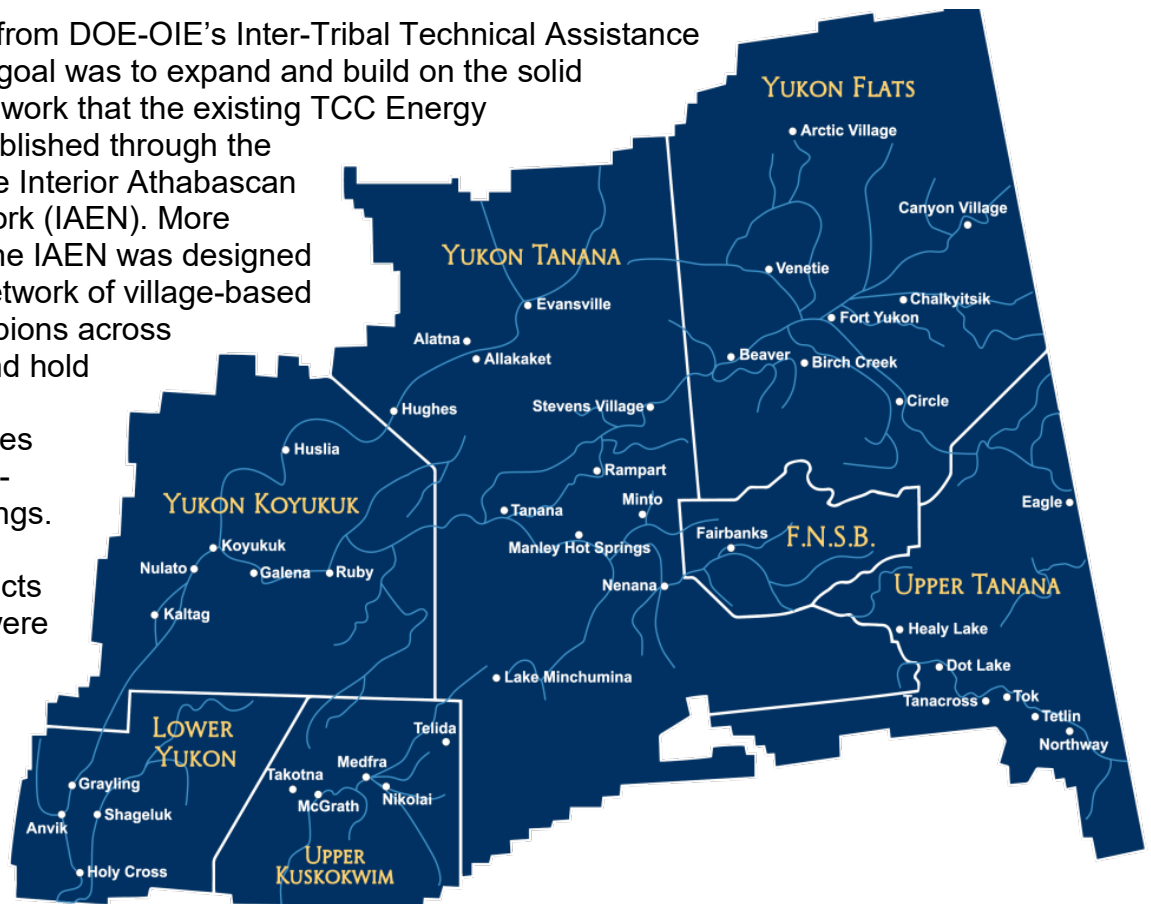 from DOE-OIE’s Inter-Tribal Technical Assistance
goal was to expand and build on the solid
work that the existing TCC Energy
blished through the
e Interior Athabascan
ork (IAEN). More
ne IAEN was designed
etwork of village-based
pions across
nd hold
es
-
ngs.
cts
vere
YUKON FLATS
Arctic Village
Canyon Village
Venetie
Chalkyitsik
Fort Yukon
Beaver
Birch Creek
Circle
YUKON TANANA
Evansville
Alatna
Allakaket
Hughes
Stevens Village
Rampart
Tanana
Minto
Manley Hot Springs
Nenana
Lake Minchumina
YUKON KOYUKUK
Huslia
Koyukuk
Nulato
Galena
Ruby
Kaltag
F.N.S.B.
Fairbanks
UPPER TANANA
Eagle
Healy Lake
Dot Lake
Tanacross
Tok
Tetlin
Northway
LOWER
YUKON
Grayling
Anvik
Shageluk
Holy Cross
Telida
Medfra
Takotna
McGrath
Nikolai
UPPER
KUSKOKWIM